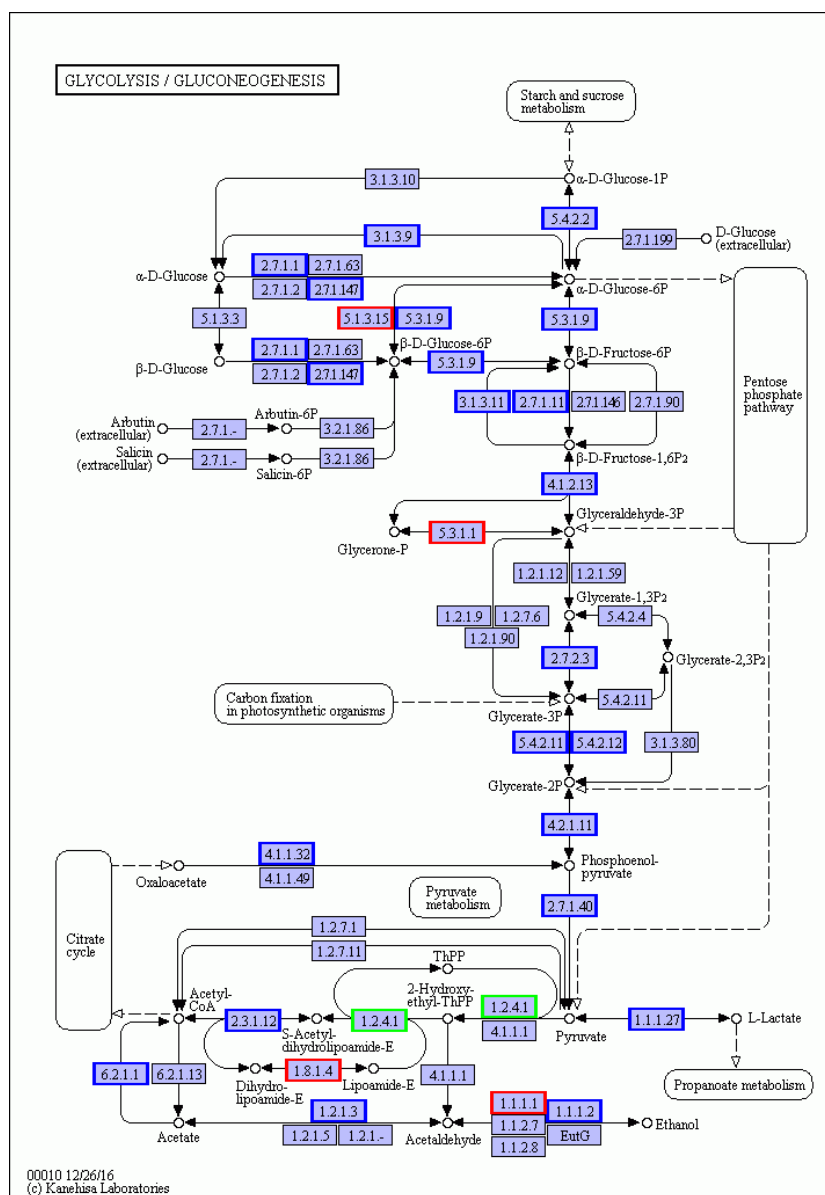 GLYCOLYSIS / GLUCONEOGENESIS
Starch and sucrose
metabolism
3.1.3.10
α-D-Glucose-1P
5.4.2.2
3.1.3.9
2.7.1.199
D-Glucose
(extracellular)
α-D-Glucose
2.7.1.1
2.7.1.63
2.7.1.2
2.7.1.147
α-D-Glucose-6P
5.1.3.3
5.1.3.15
5.3.1.9
5.3.1.9
β-D-Glucose
2.7.1.1
2.7.1.63
2.7.1.2
2.7.1.147
β-D-Glucose-6P
5.3.1.9
β-D-Fructose-6P
Pentose
phosphate
pathway
3.1.3.11
2.7.1.11
2.7.1.146
2.7.1.90
Arbutin
(extracellular)
2.7.1.-
Arbutin-6P
3.2.1.86
Salicin
(extracellular)
2.7.1.-
Salicin-6P
3.2.1.86
β-D-Fructose-1,6P2
4.1.2.13
Glyceraldehyde-3P
5.3.1.1
Glycerone-P
1.2.1.12
1.2.1.59
Glycerate-1,3P2
1.2.1.9
1.2.7.6
1.2.1.90
5.4.2.4
2.7.2.3
Glycerate-2,3P2
Carbon fixation
in photosynthetic organisms
5.4.2.11
Glycerate-3P
5.4.2.11
5.4.2.12
3.1.3.80
Glycerate-2P
4.2.1.11
4.1.1.32
4.1.1.49
Oxaloacetate
Phosphoenol-
pyruvate
Pyruvate
metabolism
2.7.1.40
Citrate
cycle
1.2.7.1
1.2.7.11
ThPP
Acetyl-
CoA
2-Hydroxy-
ethyl-ThPP
2.3.1.12
S-Acetyl-
dihydrolipoamide-E
1.2.4.1
1.2.4.1
4.1.1.1
Pyruvate
1.1.1.27
L-Lactate
6.2.1.1
6.2.1.13
Dihydro-
lipoamide-E
1.8.1.4
Lipoamide-E
4.1.1.1
Propanoate metabolism
Acetate
1.2.1.3
1.2.1.5
1.2.1.-
Acetaldehyde
1.1.1.1
1.1.1.2
1.1.2.7
EutG
1.1.2.8
Ethanol
00010 12/26/16
(c) Kanehisa Laboratories